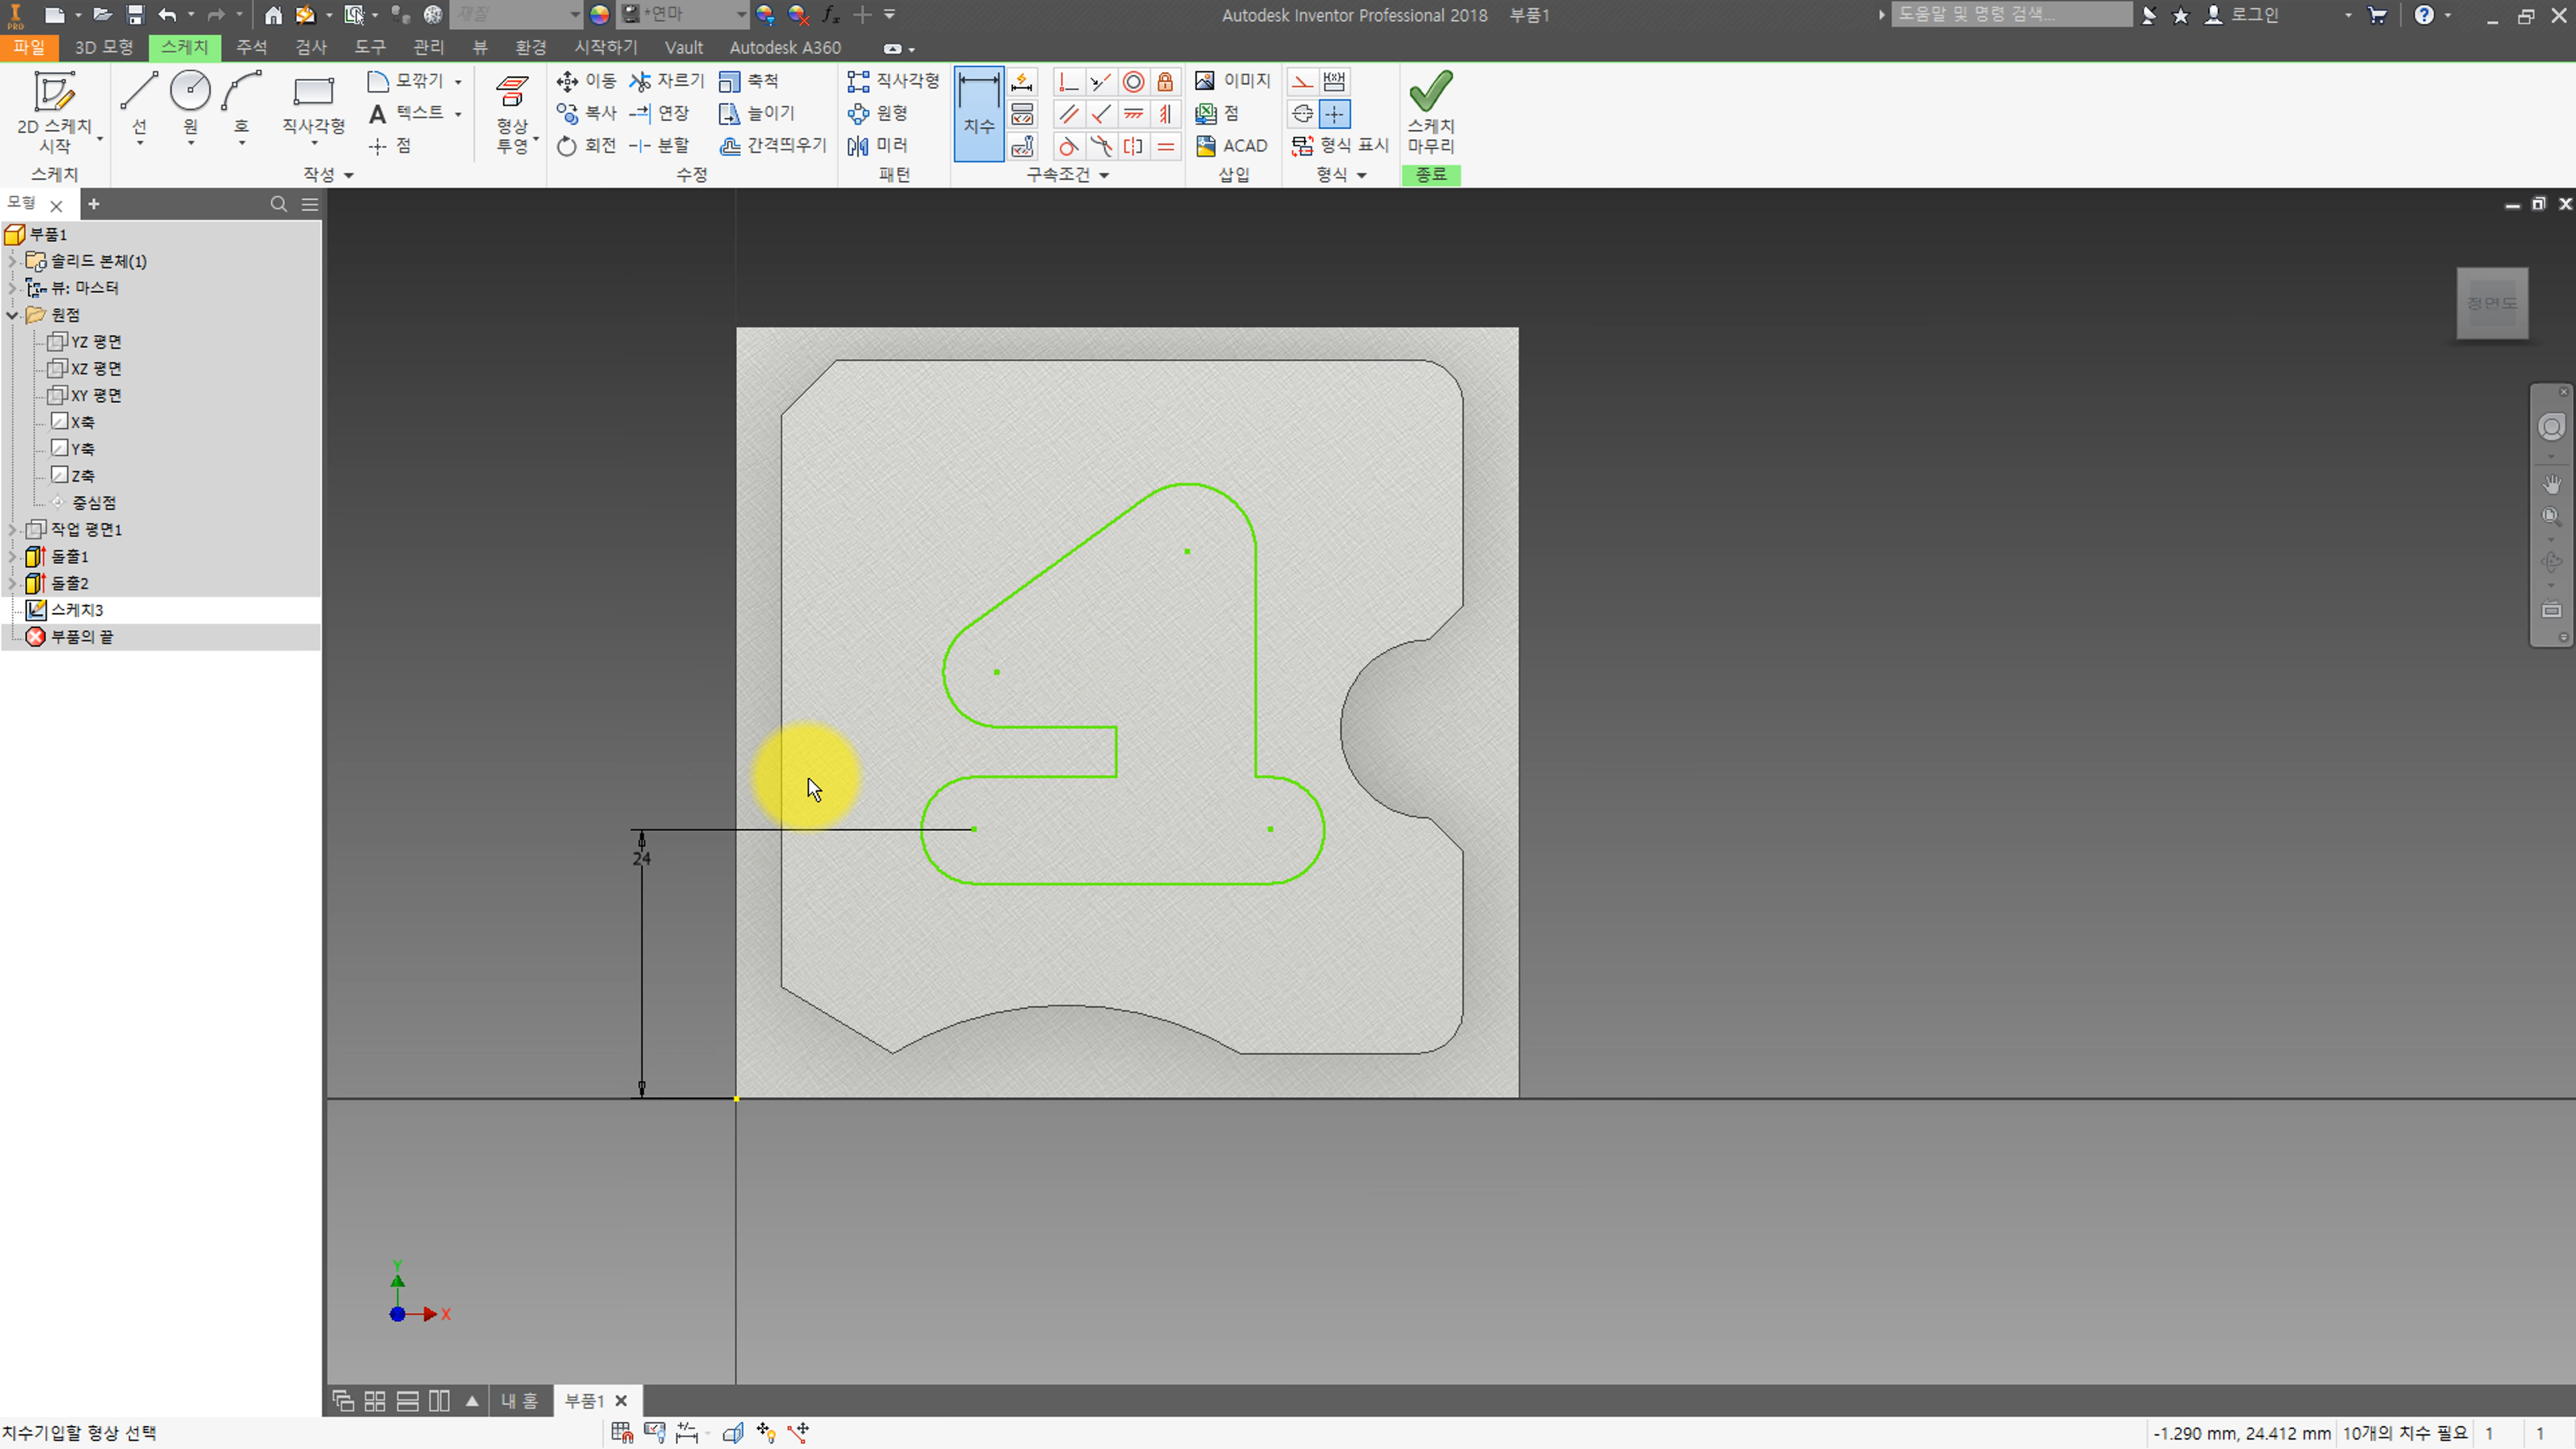 PRO
재질
*연마
fx
Autodesk Inventor Professional 2018 부품1
도움말 및 명령 검색...
로그인
파일 3D 모형 스케치 주석 검사 도구 관리 뷰 환경 시작하기 Vault Autodesk A360
2D 스케치
시작
선
원
호
직사각형
모깎기
텍스트
점
형상
투영
이동
복사
회전
자르기
연장
분할
축척
늘이기
간격띄우기
직사각형
원형
미러
치수
이미지
점
ACAD
형식 표시
스케치
마무리
스케치 작성 수정 패턴 구속조건 삽입 형식 종료
모형
부품1
솔리드 본체(1)
뷰: 마스터
원점
YZ 평면
XZ 평면
XY 평면
X축
Y축
Z축
중심점
작업 평면1
돌출1
돌출2
스케치3
부품의 끝
정면도
24
Y
X
내 홈 부품1
치수기입할 형상 선택
-1.290 mm, 24.412 mm 10개의 치수 필요 1 1